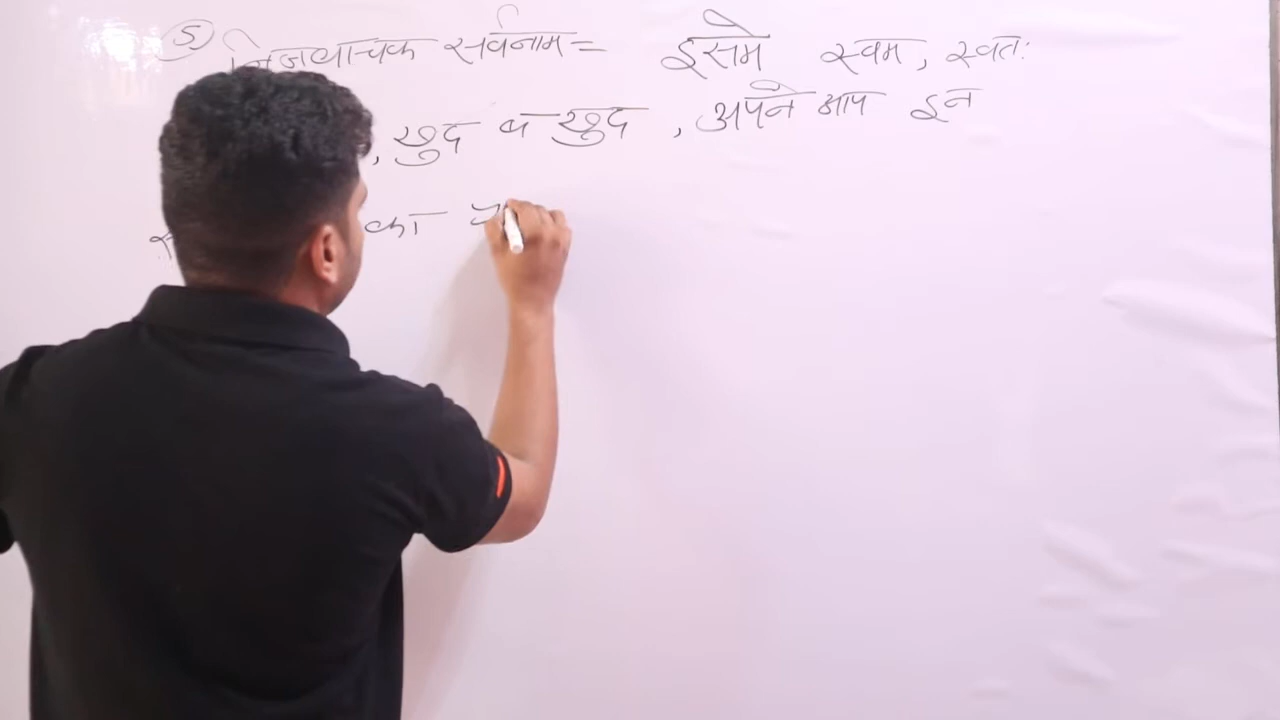 5) निजवाचक सर्वनाम = इसमे स्वम, स्वतः
, खुद ब खुद, अपने आप इन
का